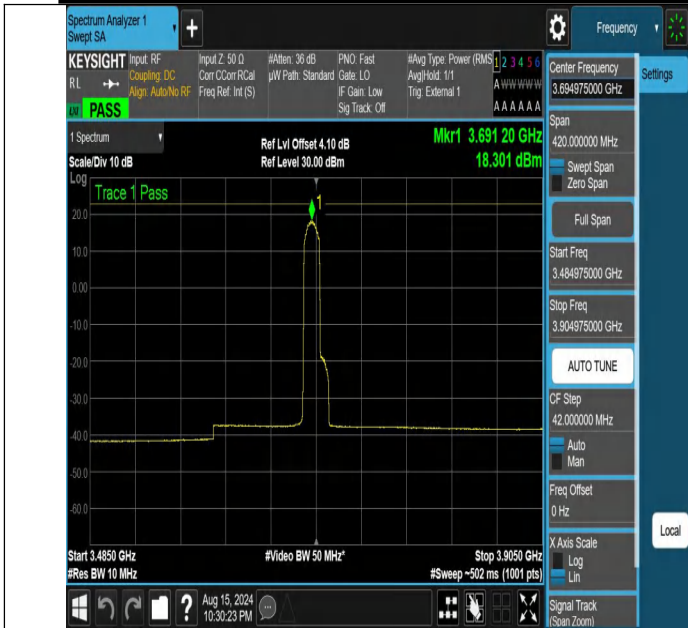 Spectrum Analyzer 1
Swept SA
+
Frequency
KEYSIGHT
RL
PASS
Input: RF
Coupling: DC
Align: Auto/No RF
Input Z: 50 Ω
Corr CCorr RCal
Freq Ref: Int (S)
#Atten: 36 dB
µW Path: Standard
PNO: Fast
Gate: LO
IF Gain: Low
Sig Track: Off
#Avg Type: Power (RMS
Avg|Hold: 1/1
Trig: External 1
1 2 3 4 5 6
A W W W W W
A A A A A A
1 Spectrum
Scale/Div 10 dB
Log
Ref Lvl Offset 4.10 dB
Ref Level 30.00 dBm
Mkr1 3.691 20 GHz
18.301 dBm
Trace 1 Pass
1
20.0
10.0
0.00
-10.0
-20.0
-30.0
-40.0
-50.0
-60.0
Start 3.4850 GHz
#Res BW 10 MHz
#Video BW 50 MHz*
Stop 3.9050 GHz
#Sweep ~502 ms (1001 pts)
?
Aug 15, 2024
10:30:23 PM
Center Frequency
3.694975000 GHz
Span
420.000000 MHz
Swept Span
Zero Span
Full Span
Start Freq
3.484975000 GHz
Stop Freq
3.904975000 GHz
AUTO TUNE
CF Step
42.000000 MHz
Auto
Man
Freq Offset
0 Hz
X Axis Scale
Log
Lin
Signal Track
(Span Zoom)
Settings
Local